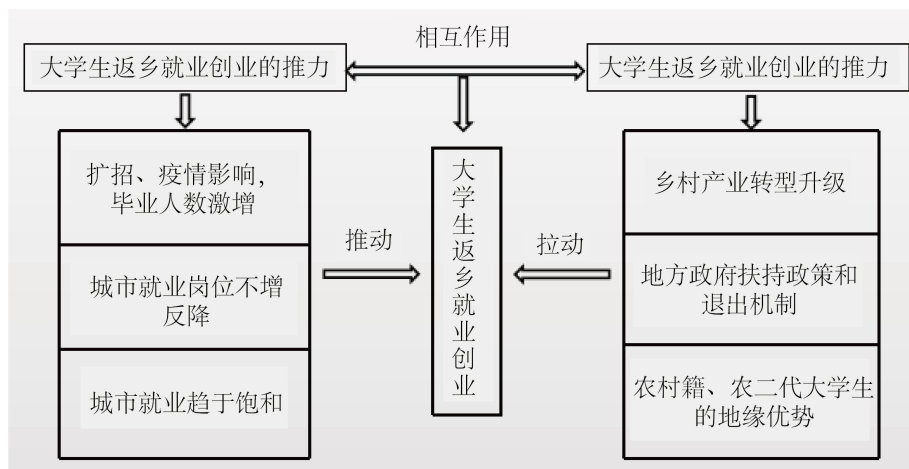 相互作用
大学生返乡就业创业的推力
大学生返乡就业创业的推力
扩招、疫情影响，
毕业人数激增
城市就业岗位不增
反降
城市就业趋于饱和
推动
大学生返乡就业创业
拉动
乡村产业转型升级
地方政府扶持政策和
退出机制
农村籍、农二代大学生
的地缘优势